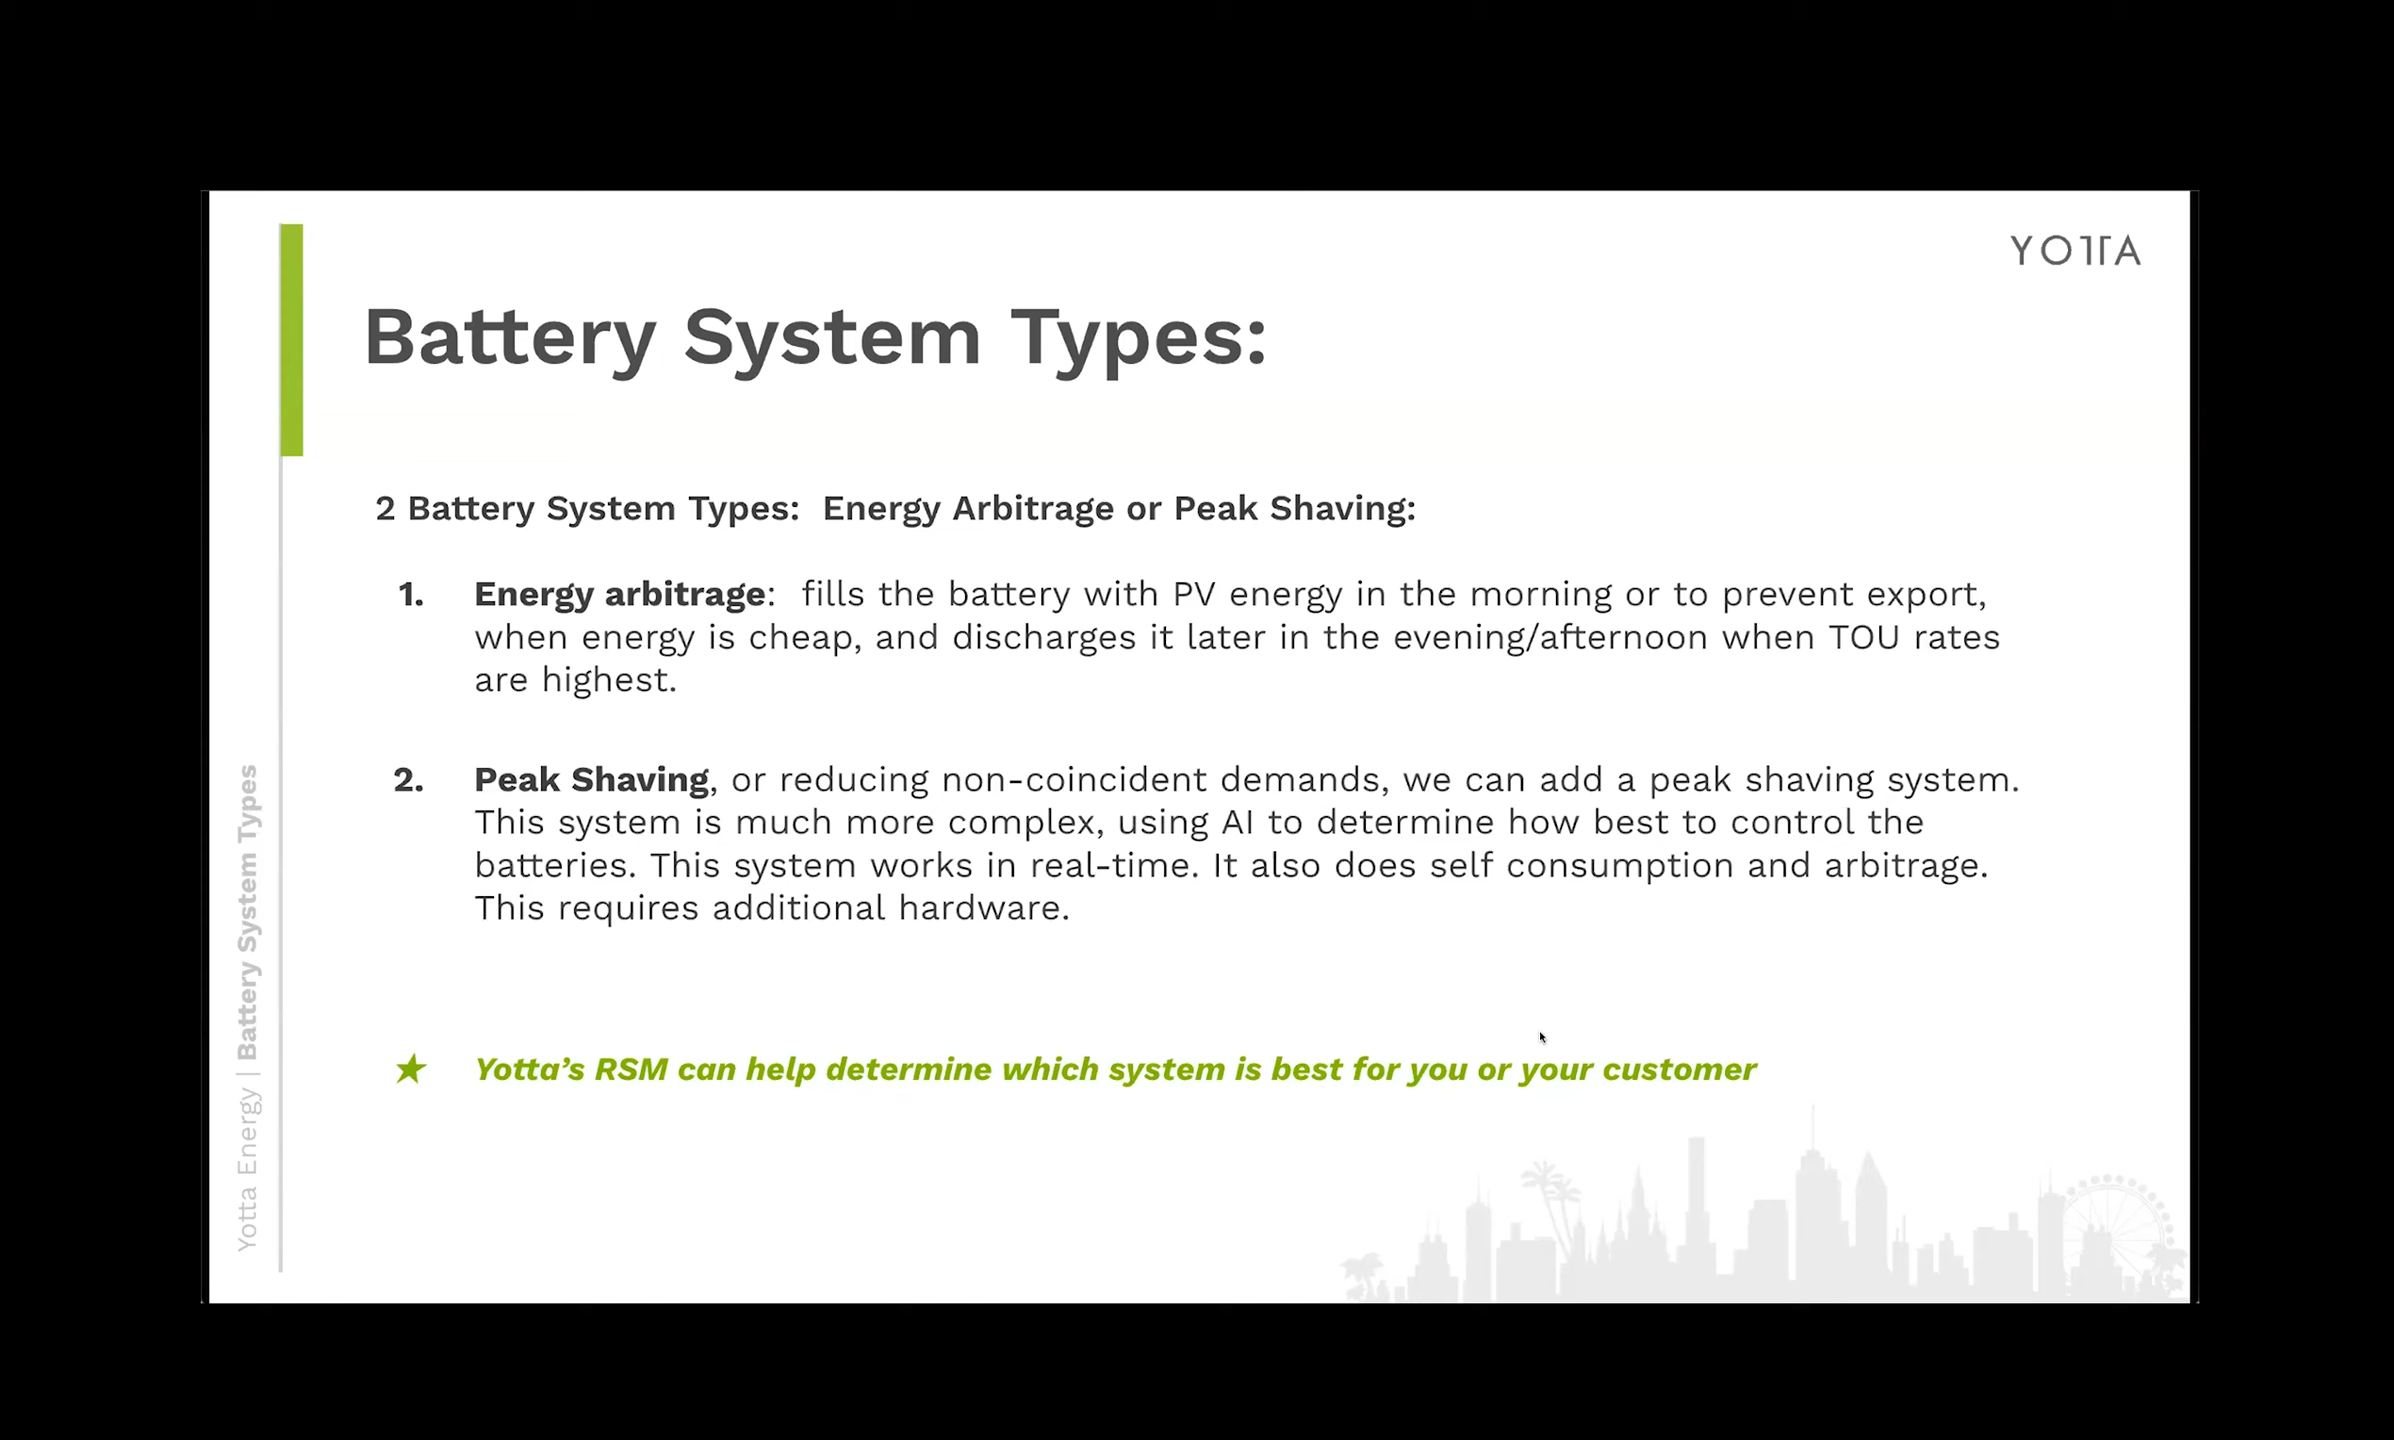 YOTTA
Battery System Types:
2 Battery System Types:  Energy Arbitrage or Peak Shaving:
1. Energy arbitrage:  fills the battery with PV energy in the morning or to prevent export,
when energy is cheap, and discharges it later in the evening/afternoon when TOU rates
are highest.
2. Peak Shaving, or reducing non-coincident demands, we can add a peak shaving system.
This system is much more complex, using AI to determine how best to control the
batteries. This system works in real-time. It also does self consumption and arbitrage.
This requires additional hardware.
★ Yotta’s RSM can help determine which system is best for you or your customer
Yotta Energy | Battery System Types